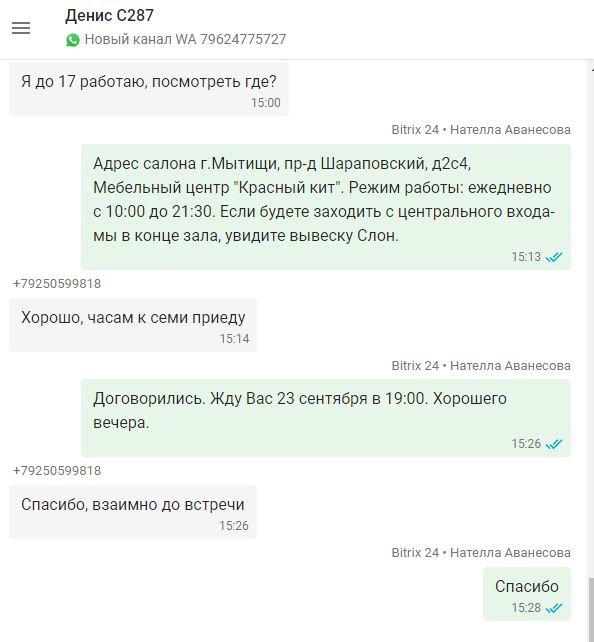 Денис С287
Новый канал WA 79624775727
Я до 17 работаю, посмотреть где?
15:00
Bitrix 24 • Нателла Аванесова
Адрес салона г.Мытищи, пр-д Шараповский, д2с4,
Мебельный центр "Красный кит". Режим работы: ежедневно
с 10:00 до 21:30. Если будете заходить с центрального входа-
мы в конце зала, увидите вывеску Слон.
15:13
+79250599818
Хорошо, часам к семи приеду
15:14
Bitrix 24 • Нателла Аванесова
Договорились. Жду Вас 23 сентября в 19:00. Хорошего
вечера.
15:26
+79250599818
Спасибо, взаимно до встречи
15:26
Bitrix 24 • Нателла Аванесова
Спасибо
15:28